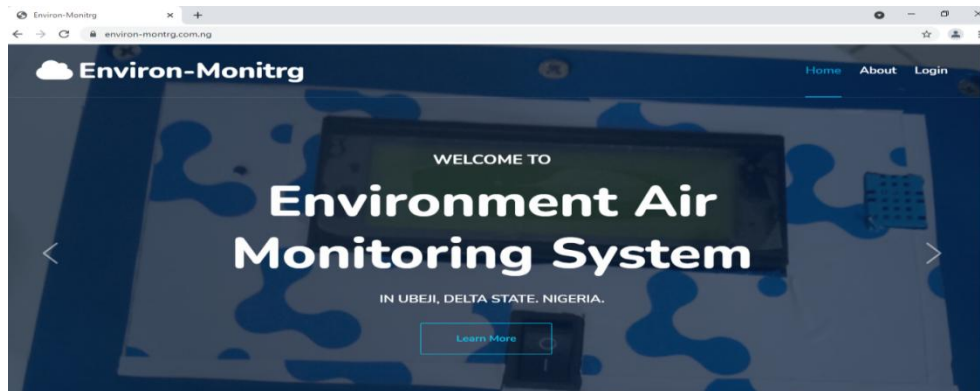 Environ-Monitrg
environ-montrg.com.ng
Environ-Monitrg
Home About Login
WELCOME TO
Environment Air
Monitoring System
IN UBEJI, DELTA STATE. NIGERIA.
Learn More